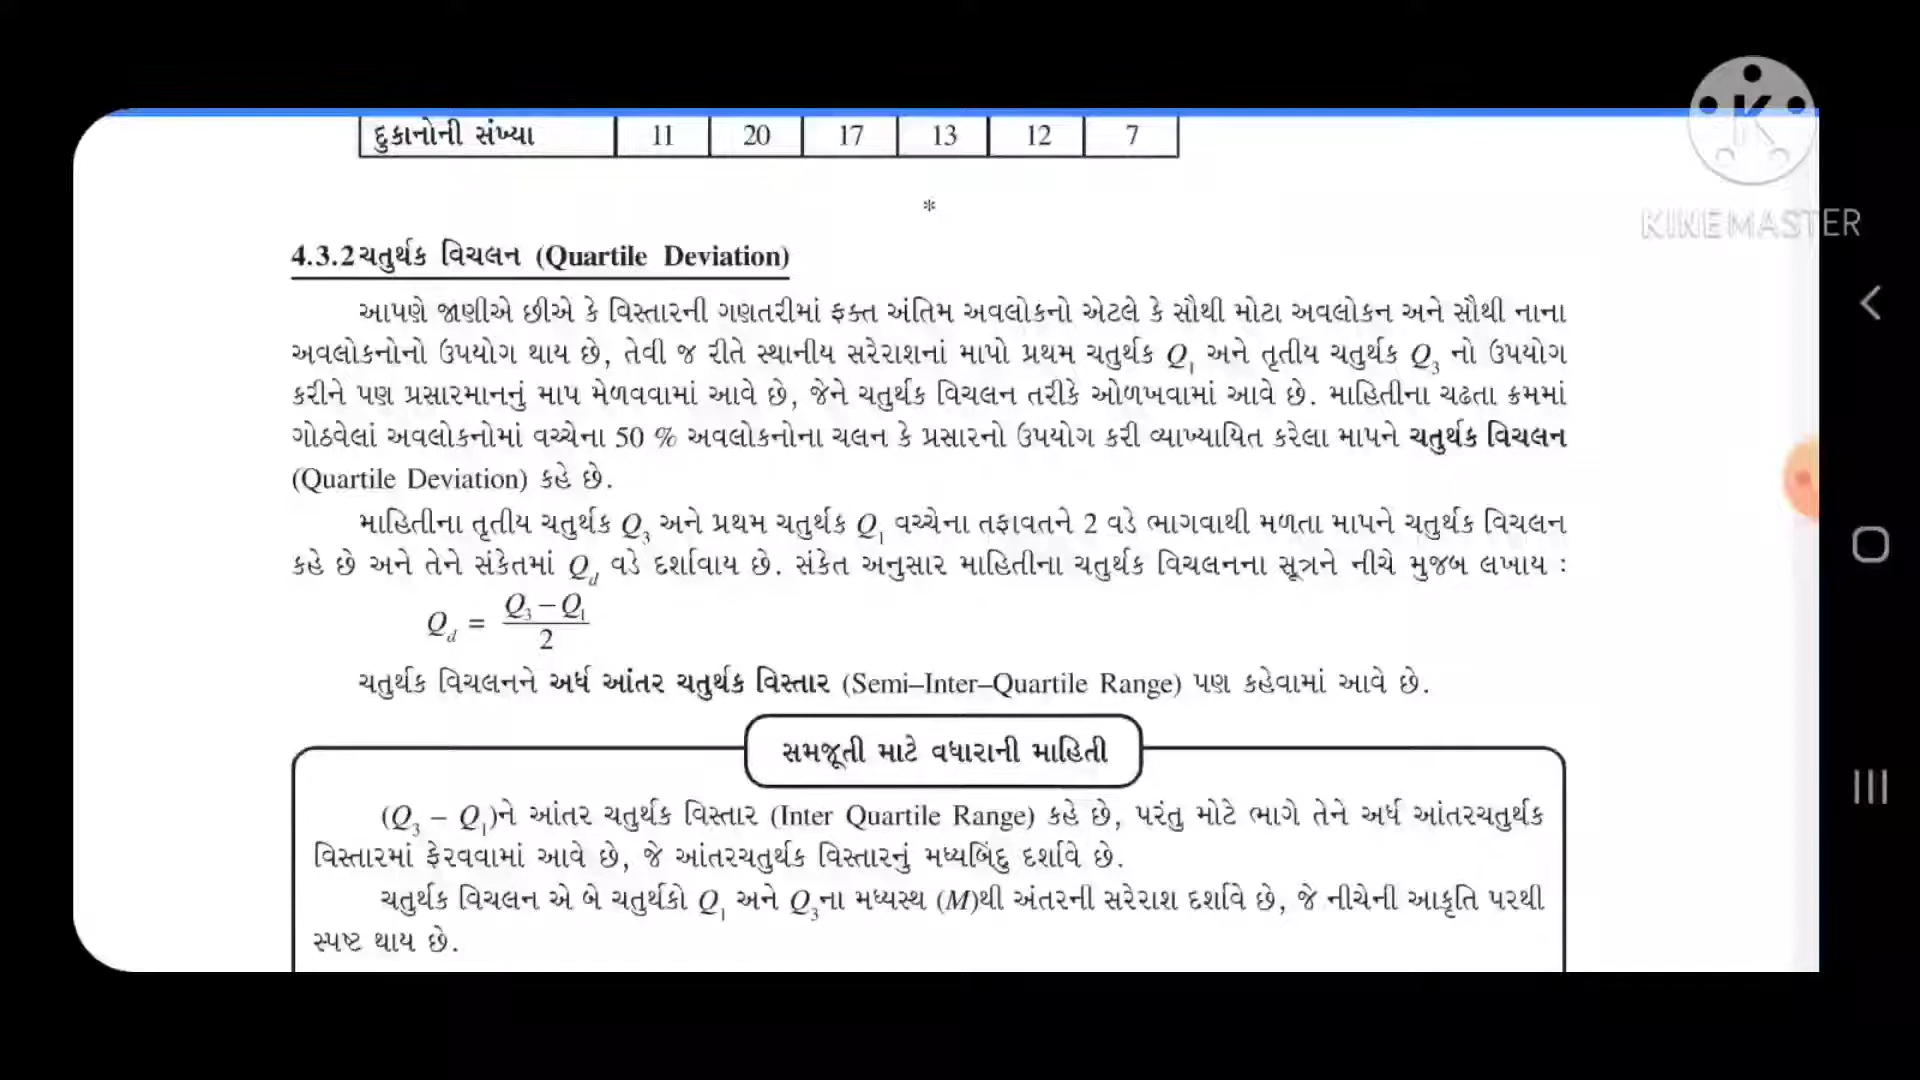 દુકાનોની સંખ્યા 11 20 17 13 12 7
KINEMASTER
*
4.3.2 ચતુર્થક વિચલન (Quartile Deviation)
આપણે જાણીએ છીએ કે વિસ્તારની ગણતરીમાં ફક્ત અંતિમ અવલોકનો એટલે કે સૌથી મોટા અવલોકન અને સૌથી નાના
અવલોકનોનો ઉપયોગ થાય છે, તેવી જ રીતે સ્થાનીય સરેરાશનાં માપો પ્રથમ ચતુર્થક Q₁ અને તૃતીય ચતુર્થક Q₃ નો ઉપયોગ
કરીને પણ પ્રસારમાનનું માપ મેળવવામાં આવે છે, જેને ચતુર્થક વિચલન તરીકે ઓળખવામાં આવે છે. માહિતીના ચઢતા ક્રમમાં
ગોઠવેલાં અવલોકનોમાં વચ્ચેના 50 % અવલોકનોના ચલન કે પ્રસારનો ઉપયોગ કરી વ્યાખ્યાયિત કરેલા માપને ચતુર્થક વિચલન
(Quartile Deviation) કહે છે.
માહિતીના તૃતીય ચતુર્થક Q₃ અને પ્રથમ ચતુર્થક Q₁ વચ્ચેના તફાવતને 2 વડે ભાગવાથી મળતા માપને ચતુર્થક વિચલન
કહે છે અને તેને સંકેતમાં Q_d વડે દર્શાવાય છે. સંકેત અનુસાર માહિતીના ચતુર્થક વિચલનના સૂત્રને નીચે મુજબ લખાય :
Q_d = (Q₃ – Q₁) / 2
ચતુર્થક વિચલનને અર્ધ આંતર ચતુર્થક વિસ્તાર (Semi–Inter–Quartile Range) પણ કહેવામાં આવે છે.
સમજૂતી માટે વધારાની માહિતી
(Q₃ – Q₁)ને આંતર ચતુર્થક વિસ્તાર (Inter Quartile Range) કહે છે, પરંતુ મોટે ભાગે તેને અર્ધ આંતરચતુર્થક
વિસ્તારમાં ફેરવવામાં આવે છે, જે આંતરચતુર્થક વિસ્તારનું મધ્યબિંદુ દર્શાવે છે.
ચતુર્થક વિચલન એ બે ચતુર્થકો Q₁ અને Q₃ના મધ્યસ્થ (M)થી અંતરની સરેરાશ દર્શાવે છે, જે નીચેની આકૃતિ પરથી
સ્પષ્ટ થાય છે.